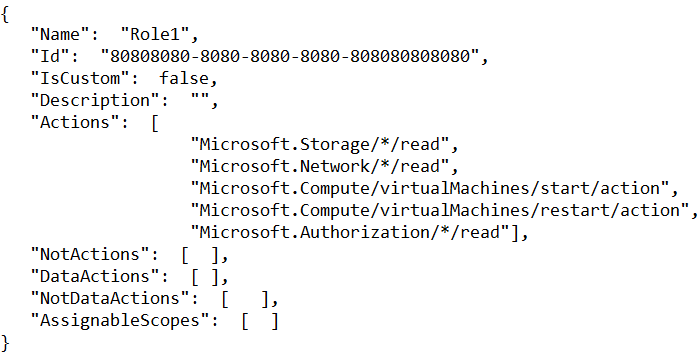 {
"Name": "Role1",
"Id": "80808080-8080-8080-8080-808080808080",
"IsCustom": false,
"Description": "",
"Actions": [
"Microsoft.Storage/*/read",
"Microsoft.Network/*/read",
"Microsoft.Compute/virtualMachines/start/action",
"Microsoft.Compute/virtualMachines/restart/action",
"Microsoft.Authorization/*/read"],
"NotActions": [ ],
"DataActions": [ ],
"NotDataActions": [ ],
"AssignableScopes": [ ]
}